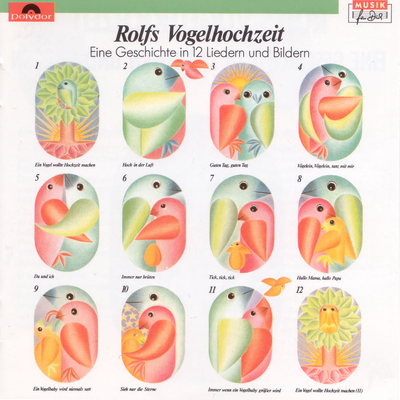 Polydor
MUSIK
für Dich
Rolfs Vogelhochzeit
Eine Geschichte in 12 Liedern und Bildern
1
2
3
4
Ein Vogel wollte Hochzeit machen
Hoch in der Luft
Guten Tag, guten Tag
Vögelein, Vögelein, tanz mit mir
5
6
7
8
Du und ich
Immer nur brüten
Tick, tick, tick
Hallo Mama, hallo Papa
9
10
11
12
Ein Vogelbaby wird niemals satt
Sieh nur die Sterne
Immer wenn ein Vogelbaby größer wird
Ein Vogel wollte Hochzeit machen (II)